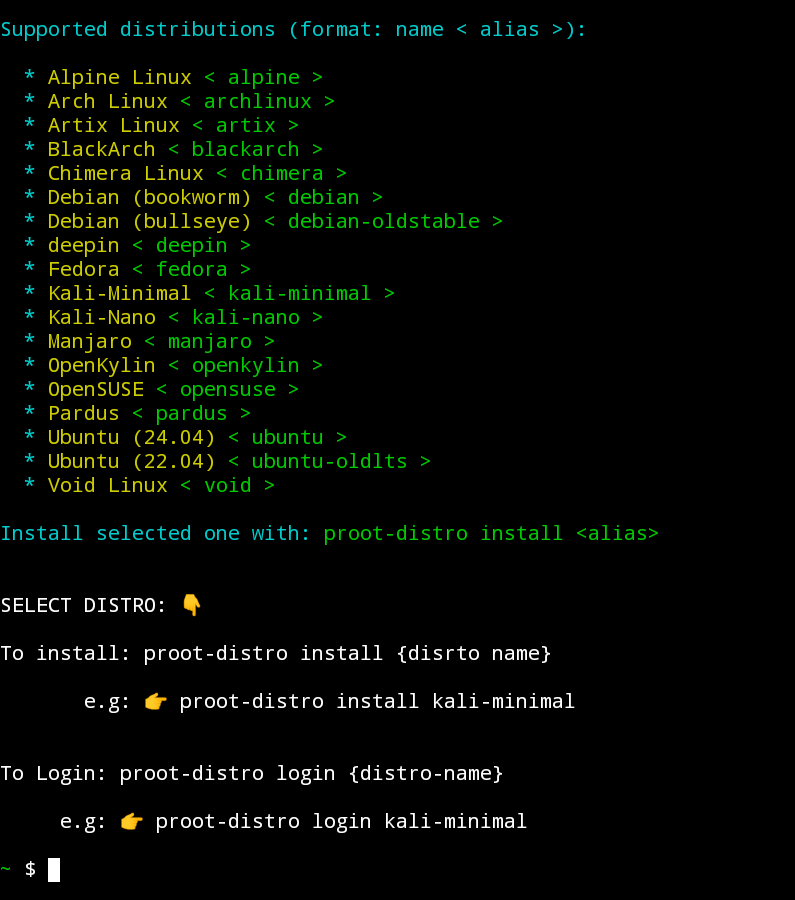 Supported distributions (format: name < alias >):
* Alpine Linux < alpine >
* Arch Linux < archlinux >
* Artix Linux < artix >
* BlackArch < blackarch >
* Chimera Linux < chimera >
* Debian (bookworm) < debian >
* Debian (bullseye) < debian-oldstable >
* deepin < deepin >
* Fedora < fedora >
* Kali-Minimal < kali-minimal >
* Kali-Nano < kali-nano >
* Manjaro < manjaro >
* OpenKylin < openkylin >
* OpenSUSE < opensuse >
* Pardus < pardus >
* Ubuntu (24.04) < ubuntu >
* Ubuntu (22.04) < ubuntu-oldlts >
* Void Linux < void >
Install selected one with: proot-distro install <alias>
SELECT DISTRO: 👇
To install: proot-distro install {disrto name}
e.g: 👉 proot-distro install kali-minimal
To Login: proot-distro login {distro-name}
e.g: 👉 proot-distro login kali-minimal
~ $